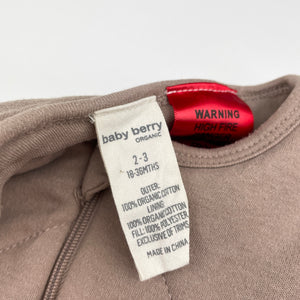 baby berry
ORGANIC
2-3
18-36MTHS
OUTER:
100% ORGANIC COTTON
LINING:
100% ORGANIC COTTON
FILL: 100% POLYESTER
EXCLUSIVE OF TRIMS
MADE IN CHINA
WARNING
HIGH FIRE